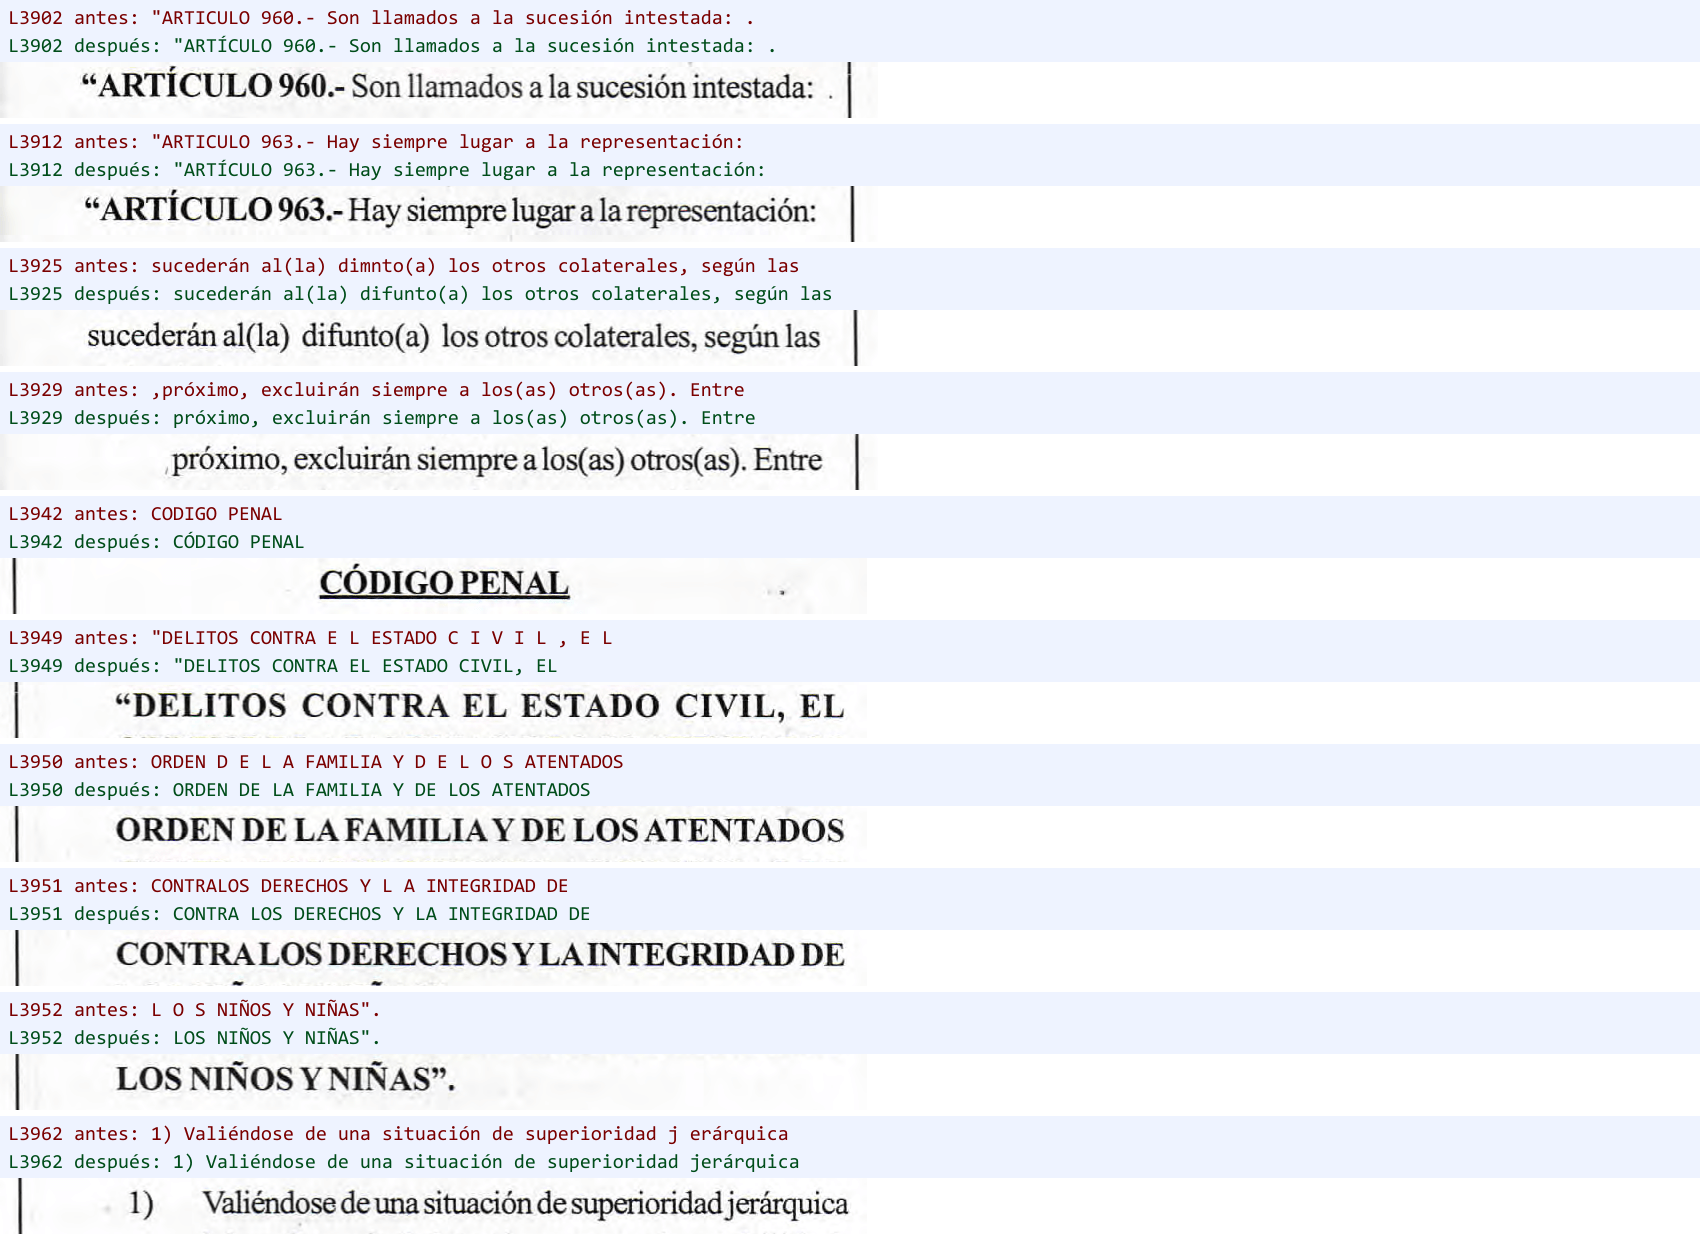 L3902 antes: "ARTICULO 960.- Son llamados a la sucesión intestada: .
L3902 después: "ARTÍCULO 960.- Son llamados a la sucesión intestada: .
“ARTÍCULO 960.- Son llamados a la sucesión intestada: .
L3912 antes: "ARTICULO 963.- Hay siempre lugar a la representación:
L3912 después: "ARTÍCULO 963.- Hay siempre lugar a la representación:
“ARTÍCULO 963.- Hay siempre lugar a la representación:
L3925 antes: sucederán al(la) dimnto(a) los otros colaterales, según las
L3925 después: sucederán al(la) difunto(a) los otros colaterales, según las
sucederán al(la) difunto(a) los otros colaterales, según las
L3929 antes: ,próximo, excluirán siempre a los(as) otros(as). Entre
L3929 después: próximo, excluirán siempre a los(as) otros(as). Entre
próximo, excluirán siempre a los(as) otros(as). Entre
L3942 antes: CODIGO PENAL
L3942 después: CÓDIGO PENAL
CÓDIGO PENAL
L3949 antes: "DELITOS CONTRA E L ESTADO C I V I L , E L
L3949 después: "DELITOS CONTRA EL ESTADO CIVIL, EL
“DELITOS CONTRA EL ESTADO CIVIL, EL
L3950 antes: ORDEN D E L A FAMILIA Y D E L O S ATENTADOS
L3950 después: ORDEN DE LA FAMILIA Y DE LOS ATENTADOS
ORDEN DE LA FAMILIA Y DE LOS ATENTADOS
L3951 antes: CONTRALOS DERECHOS Y L A INTEGRIDAD DE
L3951 después: CONTRA LOS DERECHOS Y LA INTEGRIDAD DE
CONTRA LOS DERECHOS Y LA INTEGRIDAD DE
L3952 antes: L O S NIÑOS Y NIÑAS".
L3952 después: LOS NIÑOS Y NIÑAS".
LOS NIÑOS Y NIÑAS”.
L3962 antes: 1) Valiéndose de una situación de superioridad j erárquica
L3962 después: 1) Valiéndose de una situación de superioridad jerárquica
1) Valiéndose de una situación de superioridad jerárquica